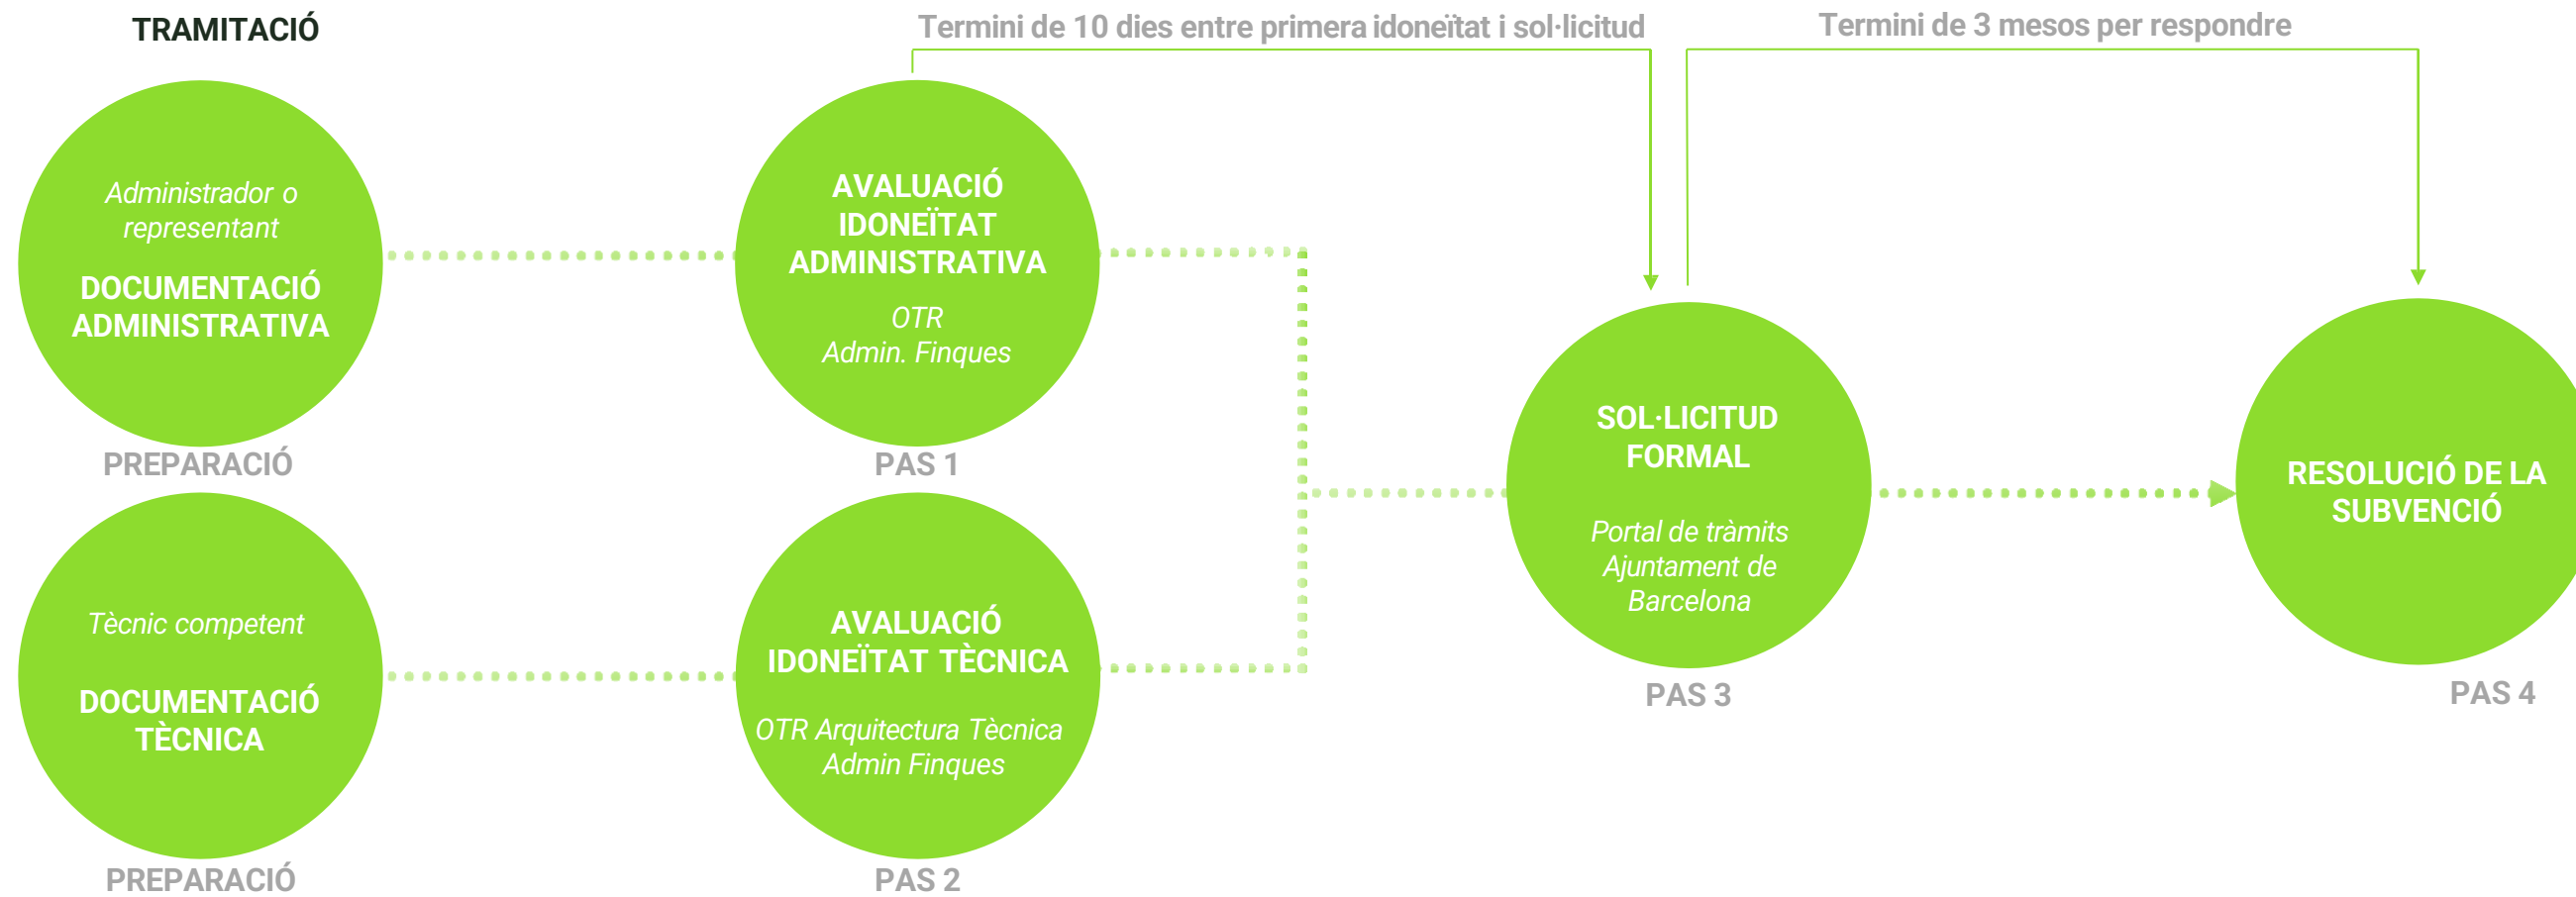 TRAMITACIÓ
Termini de 10 dies entre primera idoneïtat i sol·licitud
Termini de 3 mesos per respondre
Administrador o
representant
DOCUMENTACIÓ
ADMINISTRATIVA
PREPARACIÓ
AVALUACIÓ
IDONEÏTAT
ADMINISTRATIVA
OTR
Admin. Finques
PAS 1
Tècnic competent
DOCUMENTACIÓ
TÈCNICA
PREPARACIÓ
AVALUACIÓ
IDONEÏTAT TÈCNICA
OTR Arquitectura Tècnica
Admin Finques
PAS 2
SOL·LICITUD
FORMAL
Portal de tràmits
Ajuntament de
Barcelona
PAS 3
RESOLUCIÓ DE LA
SUBVENCIÓ
PAS 4